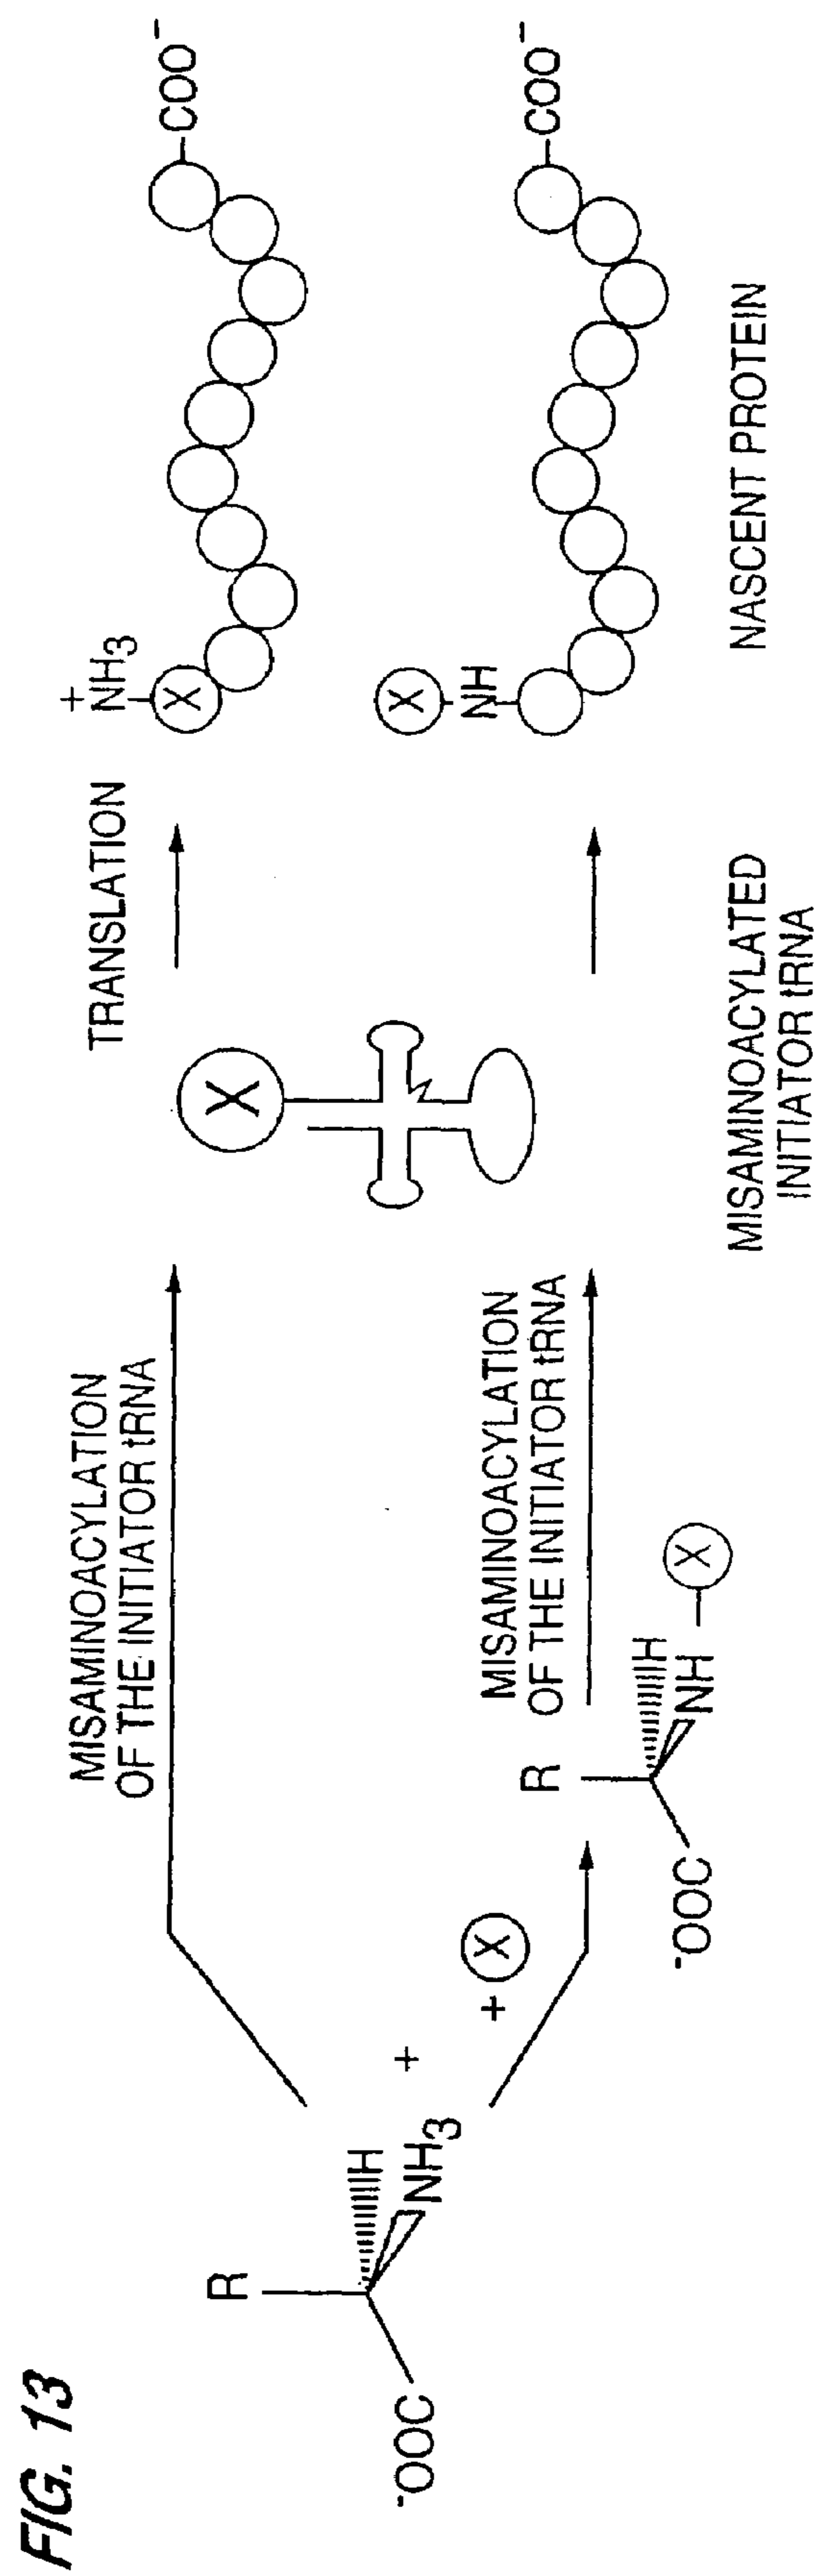 FIG. 13
R
H
-OOC
NH3
+
+ X
MISAMINOACYLATION
OF THE INITIATOR tRNA
R
H
-OOC
NH
X
MISAMINOACYLATION
OF THE INITIATOR tRNA
X
MISAMINOACYLATED
INITIATOR tRNA
TRANSLATION
+
NH3
X
COO-
X
NH
COO-
NASCENT PROTEIN